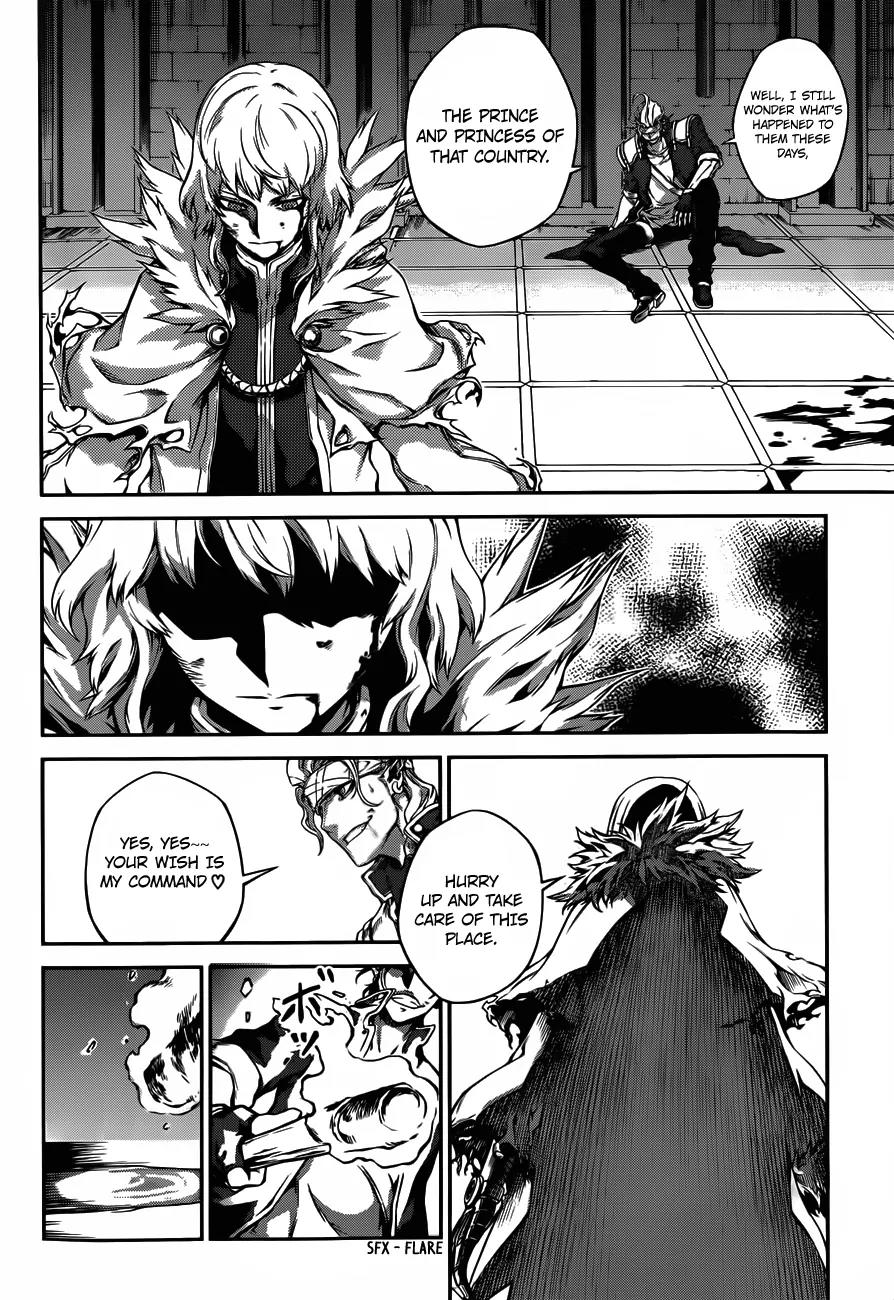 WELL, I STILL
WONDER WHAT'S
HAPPENED TO
THEM THESE
DAYS,
THE PRINCE
AND PRINCESS OF
THAT COUNTRY.
HURRY
UP AND TAKE
CARE OF THIS
PLACE.
YES, YES~~
YOUR WISH IS
MY COMMAND♡
ボッ
SFX - FLARE